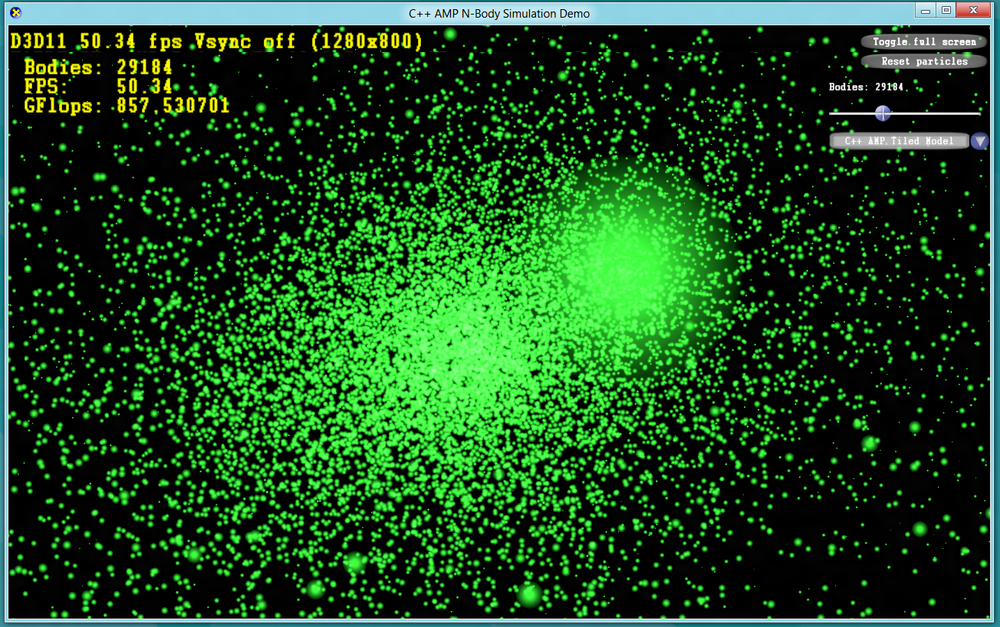 C++ AMP N-Body Simulation Demo
D3D11 50.34 fps Vsync off (1280x800)
Bodies: 29184
FPS: 50.34
GFlops: 857.530701
Toggle full screen
Reset particles
Bodies: 29184
C++ AMP Tiled Model